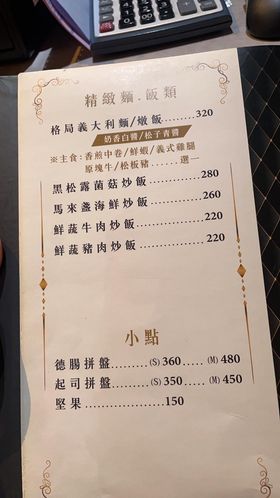 精緻麵.飯類
格局義大利麵/燉飯......320
奶香白醬/松子青醬
※主食:香煎中卷/鮮蝦/義式雞腿
原塊牛/松板豬......選一
黑松露菌菇炒飯..........280
馬來盞海鮮炒飯..........260
鮮蔬牛肉炒飯..............220
鮮蔬豬肉炒飯..............220
小點
德腸拼盤........(S)360.....(M)480
起司拼盤........(S)350.....(M)450
堅果..................150